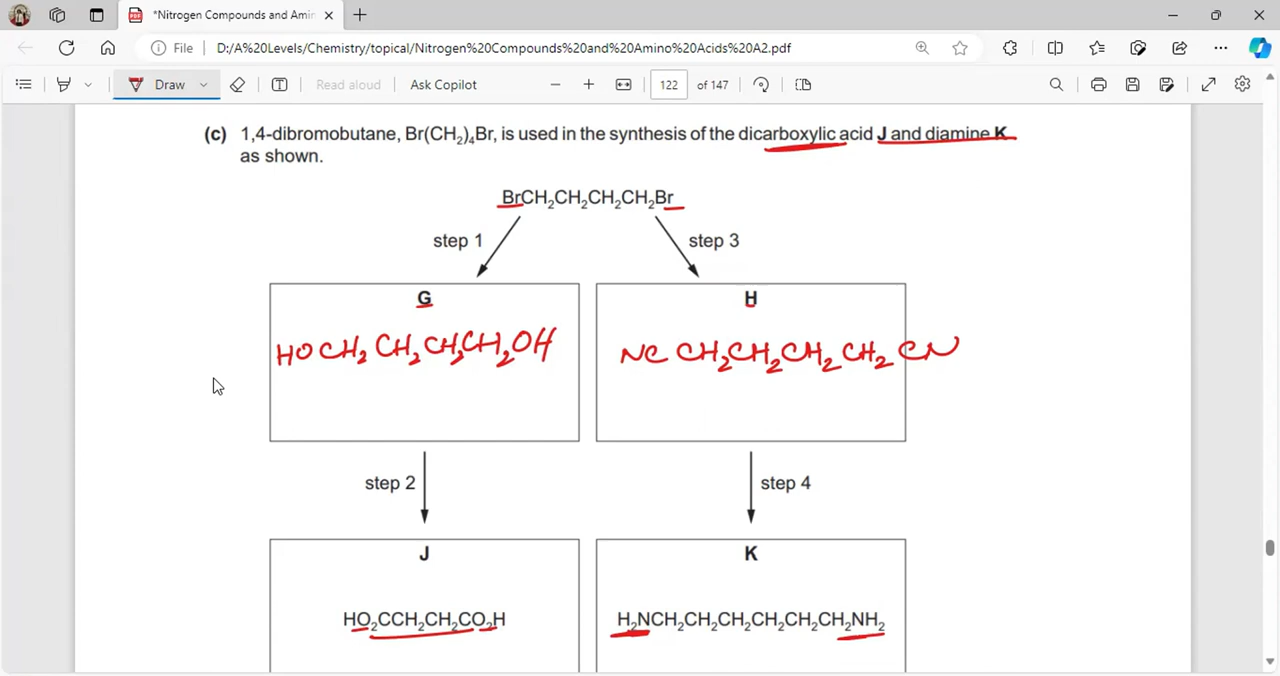 *Nitrogen Compounds and Amin
File D:/A%20Levels/Chemistry/topical/Nitrogen%20Compounds%20and%20Amino%20Acids%20A2.pdf
Draw Read aloud Ask Copilot 122 of 147
(c) 1,4-dibromobutane, Br(CH₂)₄Br, is used in the synthesis of the dicarboxylic acid J and diamine K
as shown.
BrCH₂CH₂CH₂CH₂Br
step 1 step 3
G
HOCH₂CH₂CH₂CH₂OH
H
NCCH₂CH₂CH₂CH₂CN
step 2 step 4
J
HO₂CCH₂CH₂CO₂H
K
H₂NCH₂CH₂CH₂CH₂CH₂CH₂NH₂